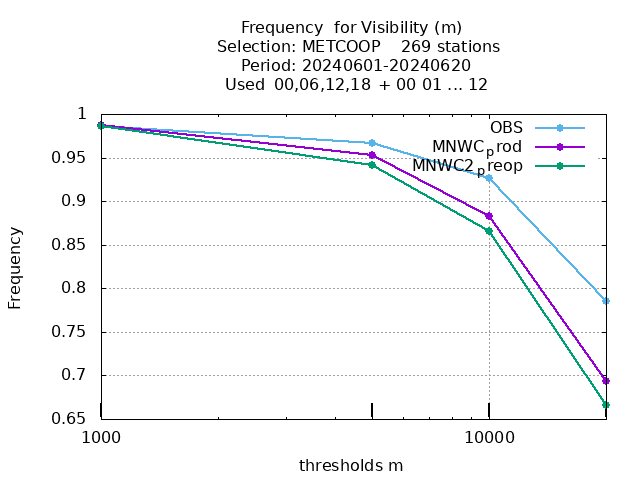 Frequency  for Visibility (m)
Selection: METCOOP    269 stations
Period: 20240601-20240620
Used  00,06,12,18 + 00 01 ... 12
OBS
MNWCprod
MNWC2preop
1
0.95
0.9
0.85
0.8
0.75
0.7
0.65
Frequency
1000
10000
thresholds m